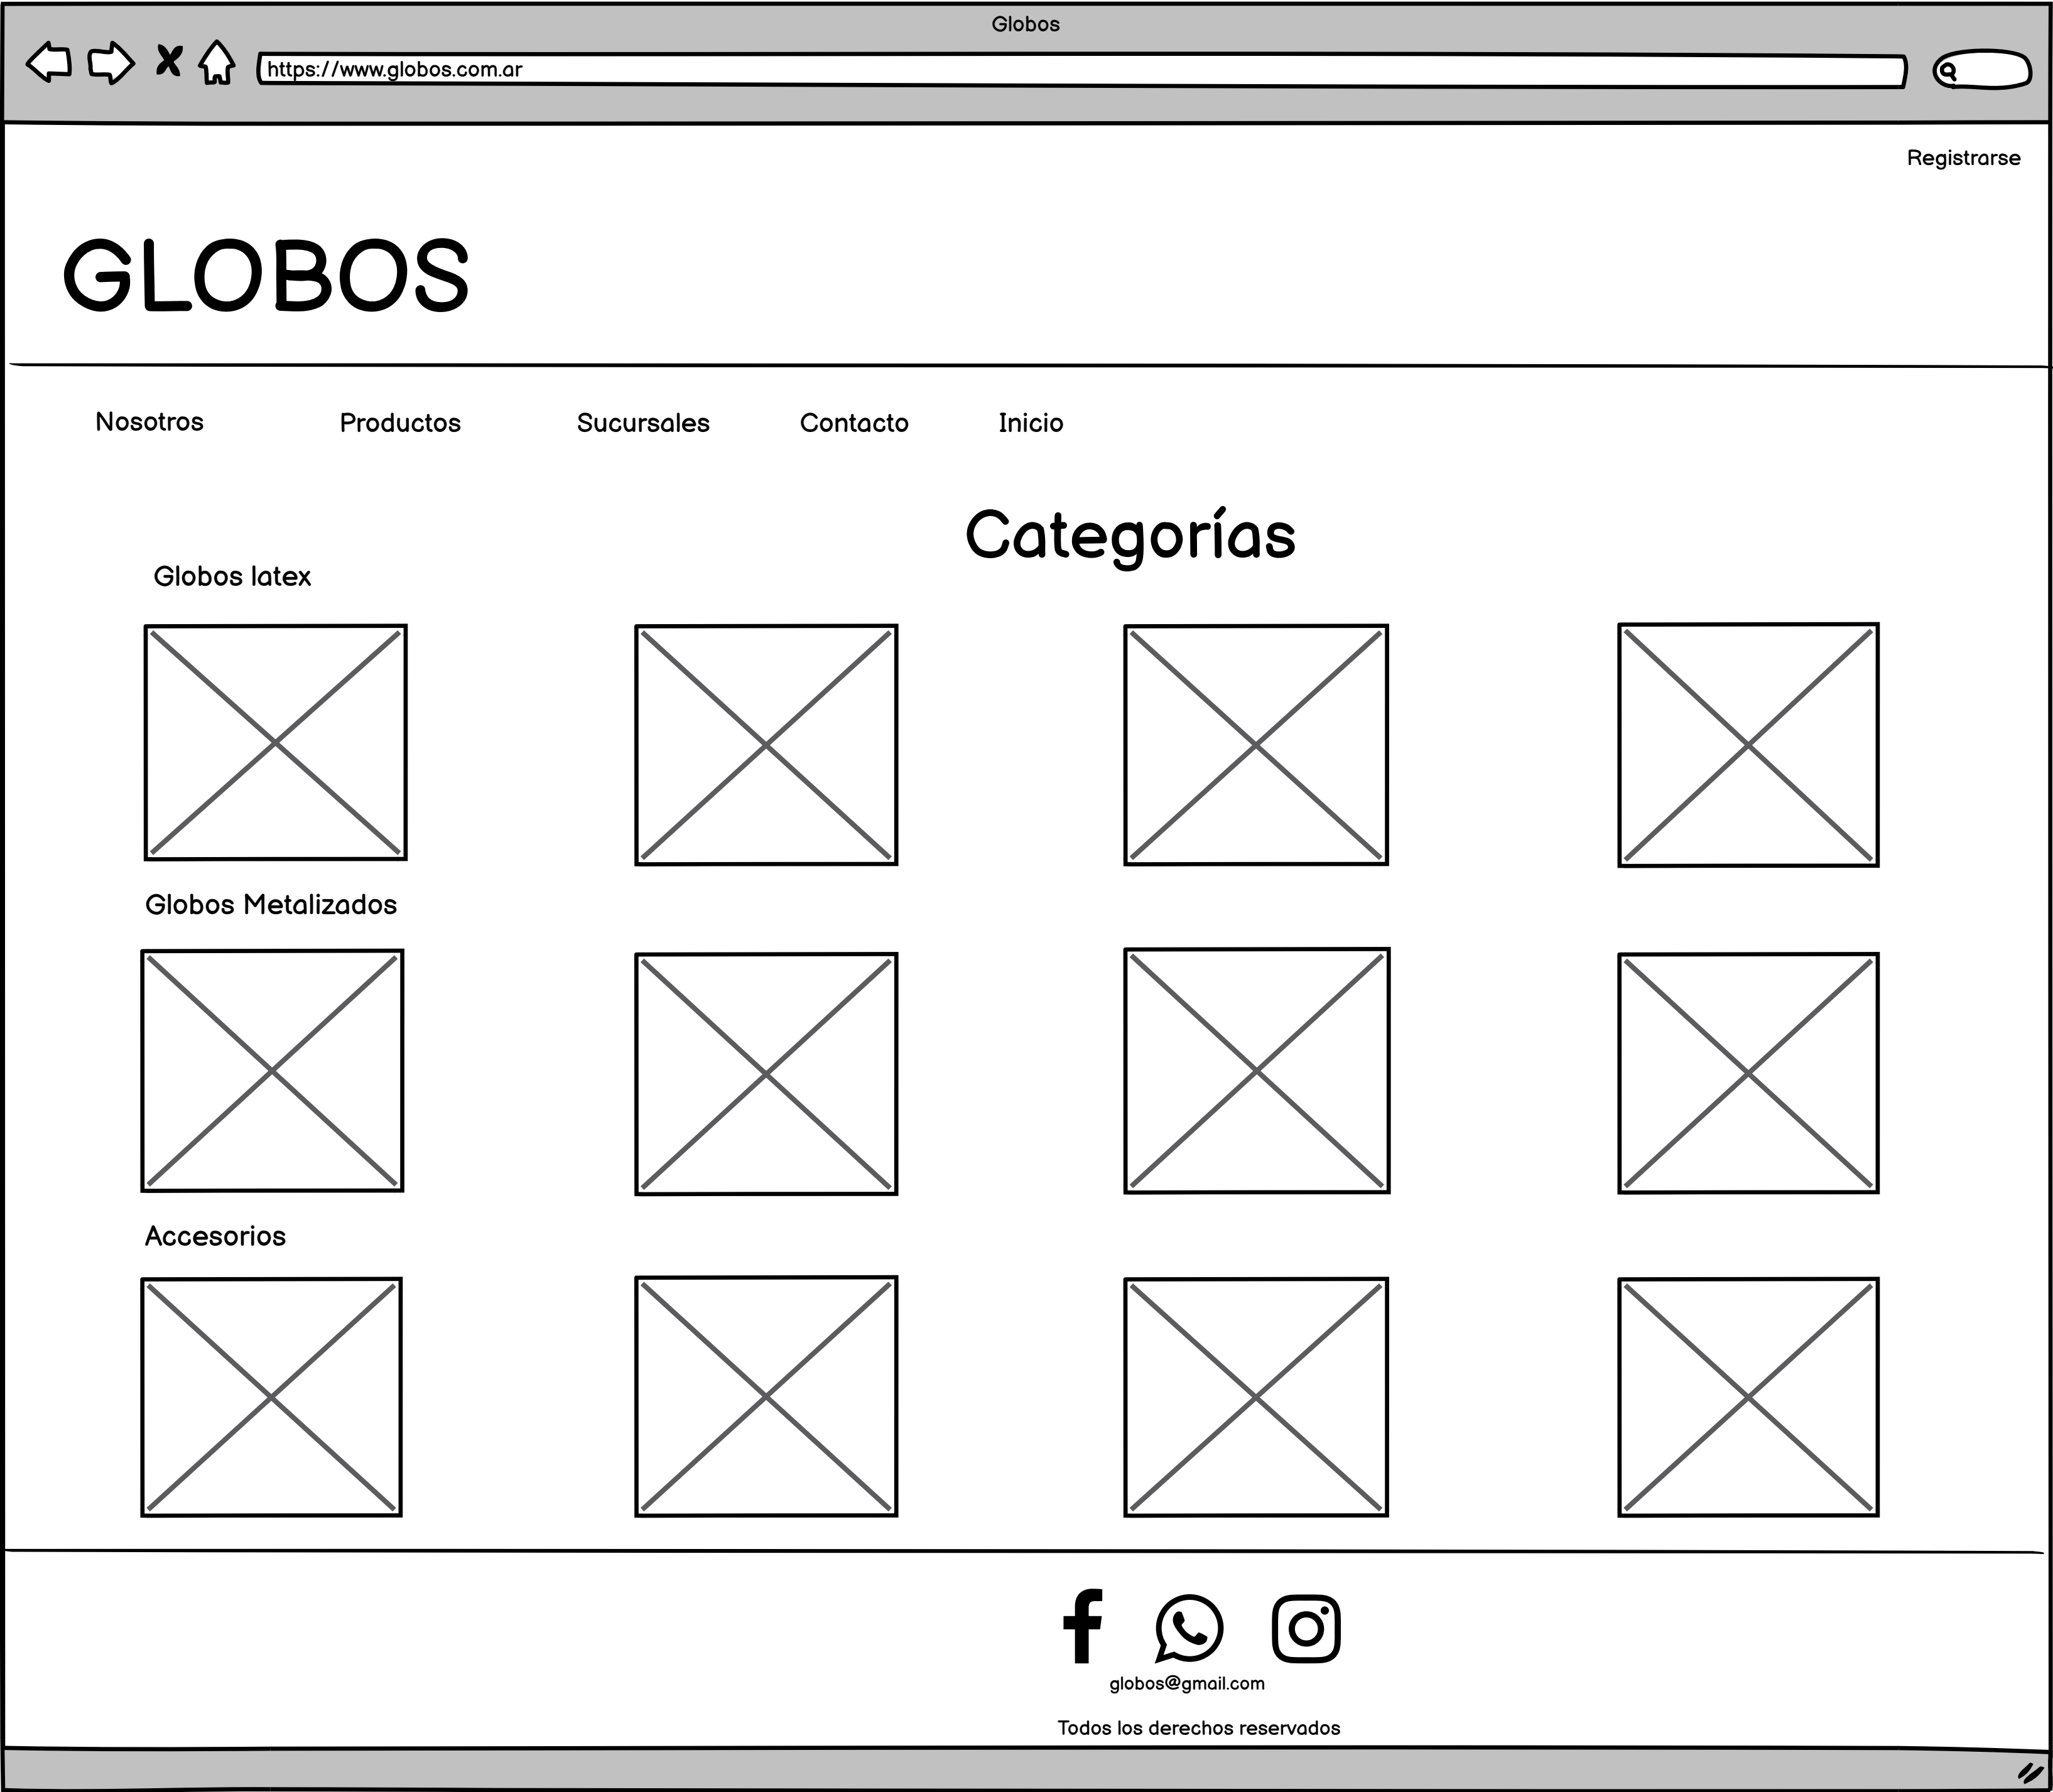 Globos
https://www.globos.com.ar
Registrarse
GLOBOS
Nosotros Productos Sucursales Contacto Inicio
Categorías
Globos latex
Globos Metalizados
Accesorios
globos@gmail.com
Todos los derechos reservados